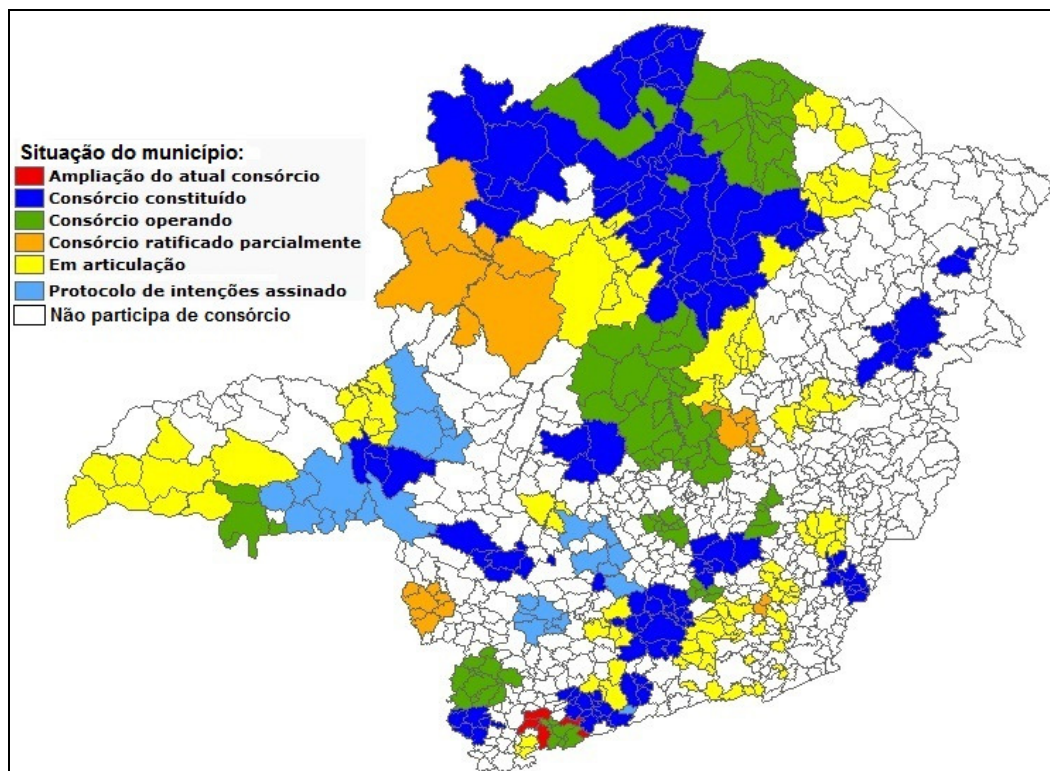 Situação do município:
Ampliação do atual consórcio
Consórcio constituído
Consórcio operando
Consórcio ratificado parcialmente
Em articulação
Protocolo de intenções assinado
Não participa de consórcio